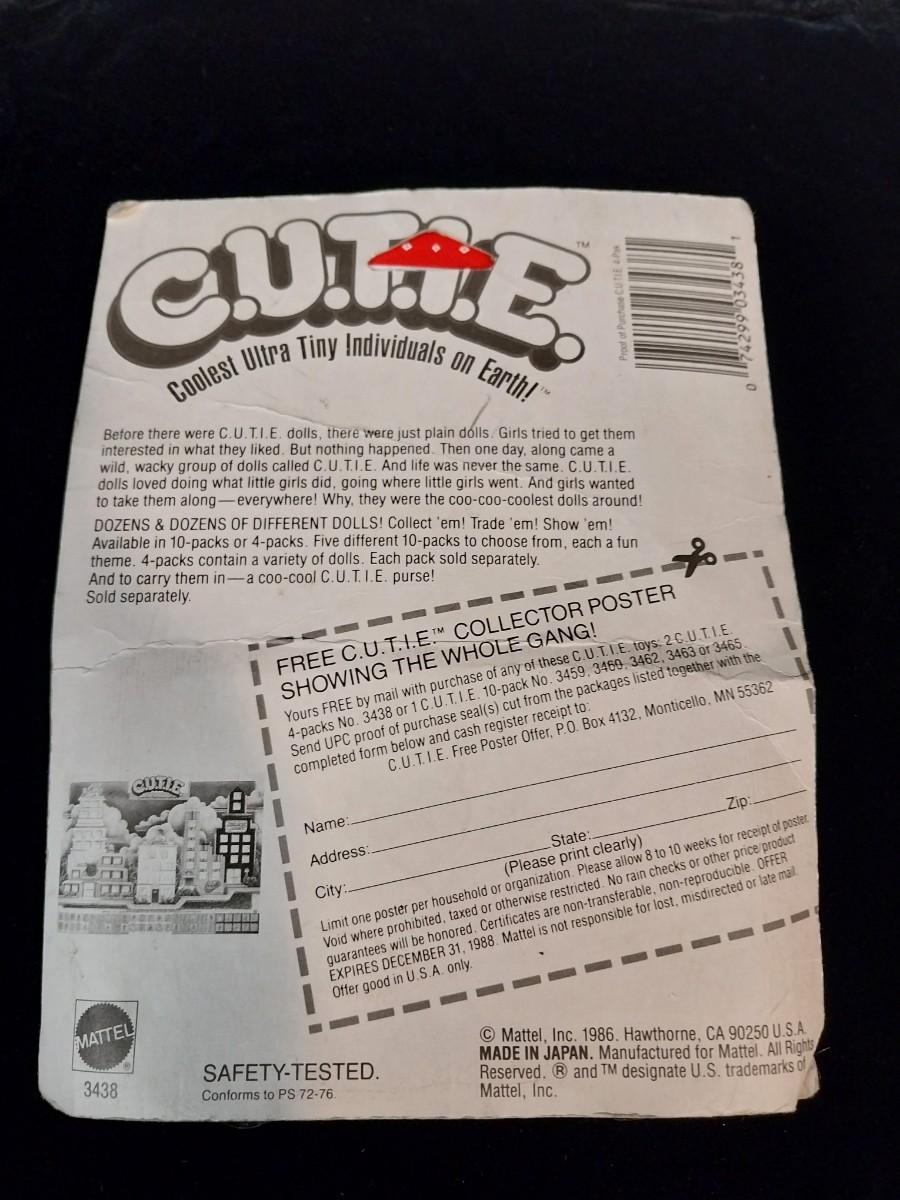 C.U.T.I.E.™
Coolest Ultra Tiny Individuals on Earth!™
Proof of Purchase C.U.T.I.E. 4-Pak
0 74299 03438 1
Before there were C.U.T.I.E. dolls, there were just plain dolls. Girls tried to get them
interested in what they liked. But nothing happened. Then one day, along came a
wild, wacky group of dolls called C.U.T.I.E. And life was never the same. C.U.T.I.E.
dolls loved doing what little girls did, going where little girls went. And girls wanted
to take them along—everywhere! Why, they were the coo-coo-coolest dolls around!
DOZENS & DOZENS OF DIFFERENT DOLLS! Collect 'em! Trade 'em! Show 'em!
Available in 10-packs or 4-packs. Five different 10-packs to choose from, each a fun
theme. 4-packs contain a variety of dolls. Each pack sold separately.
And to carry them in—a coo-cool C.U.T.I.E. purse!
Sold separately.
FREE C.U.T.I.E.™ COLLECTOR POSTER
SHOWING THE WHOLE GANG!
Yours FREE by mail with purchase of any of these C.U.T.I.E. toys: 2 C.U.T.I.E.
4-packs No. 3438 or 1 C.U.T.I.E. 10-pack No. 3459, 3460, 3462, 3463 or 3465.
Send UPC proof of purchase seal(s) cut from the packages listed together with the
completed form below and cash register receipt to:
C.U.T.I.E. Free Poster Offer, P.O. Box 4132, Monticello, MN 55362
Name:
Address:
City: State: Zip:
(Please print clearly)
Limit one poster per household or organization. Please allow 8 to 10 weeks for receipt of poster.
Void where prohibited, taxed or otherwise restricted. No rain checks or other price/product
guarantees will be honored. Certificates are non-transferable, non-reproducible. OFFER
EXPIRES DECEMBER 31, 1988. Mattel is not responsible for lost, misdirected or late mail.
Offer good in U.S.A. only.
C.U.T.I.E.
MATTEL®
3438
SAFETY-TESTED.
Conforms to PS 72-76.
© Mattel, Inc. 1986. Hawthorne, CA 90250 U.S.A.
MADE IN JAPAN. Manufactured for Mattel. All Rights
Reserved. ® and ™ designate U.S. trademarks of
Mattel, Inc.